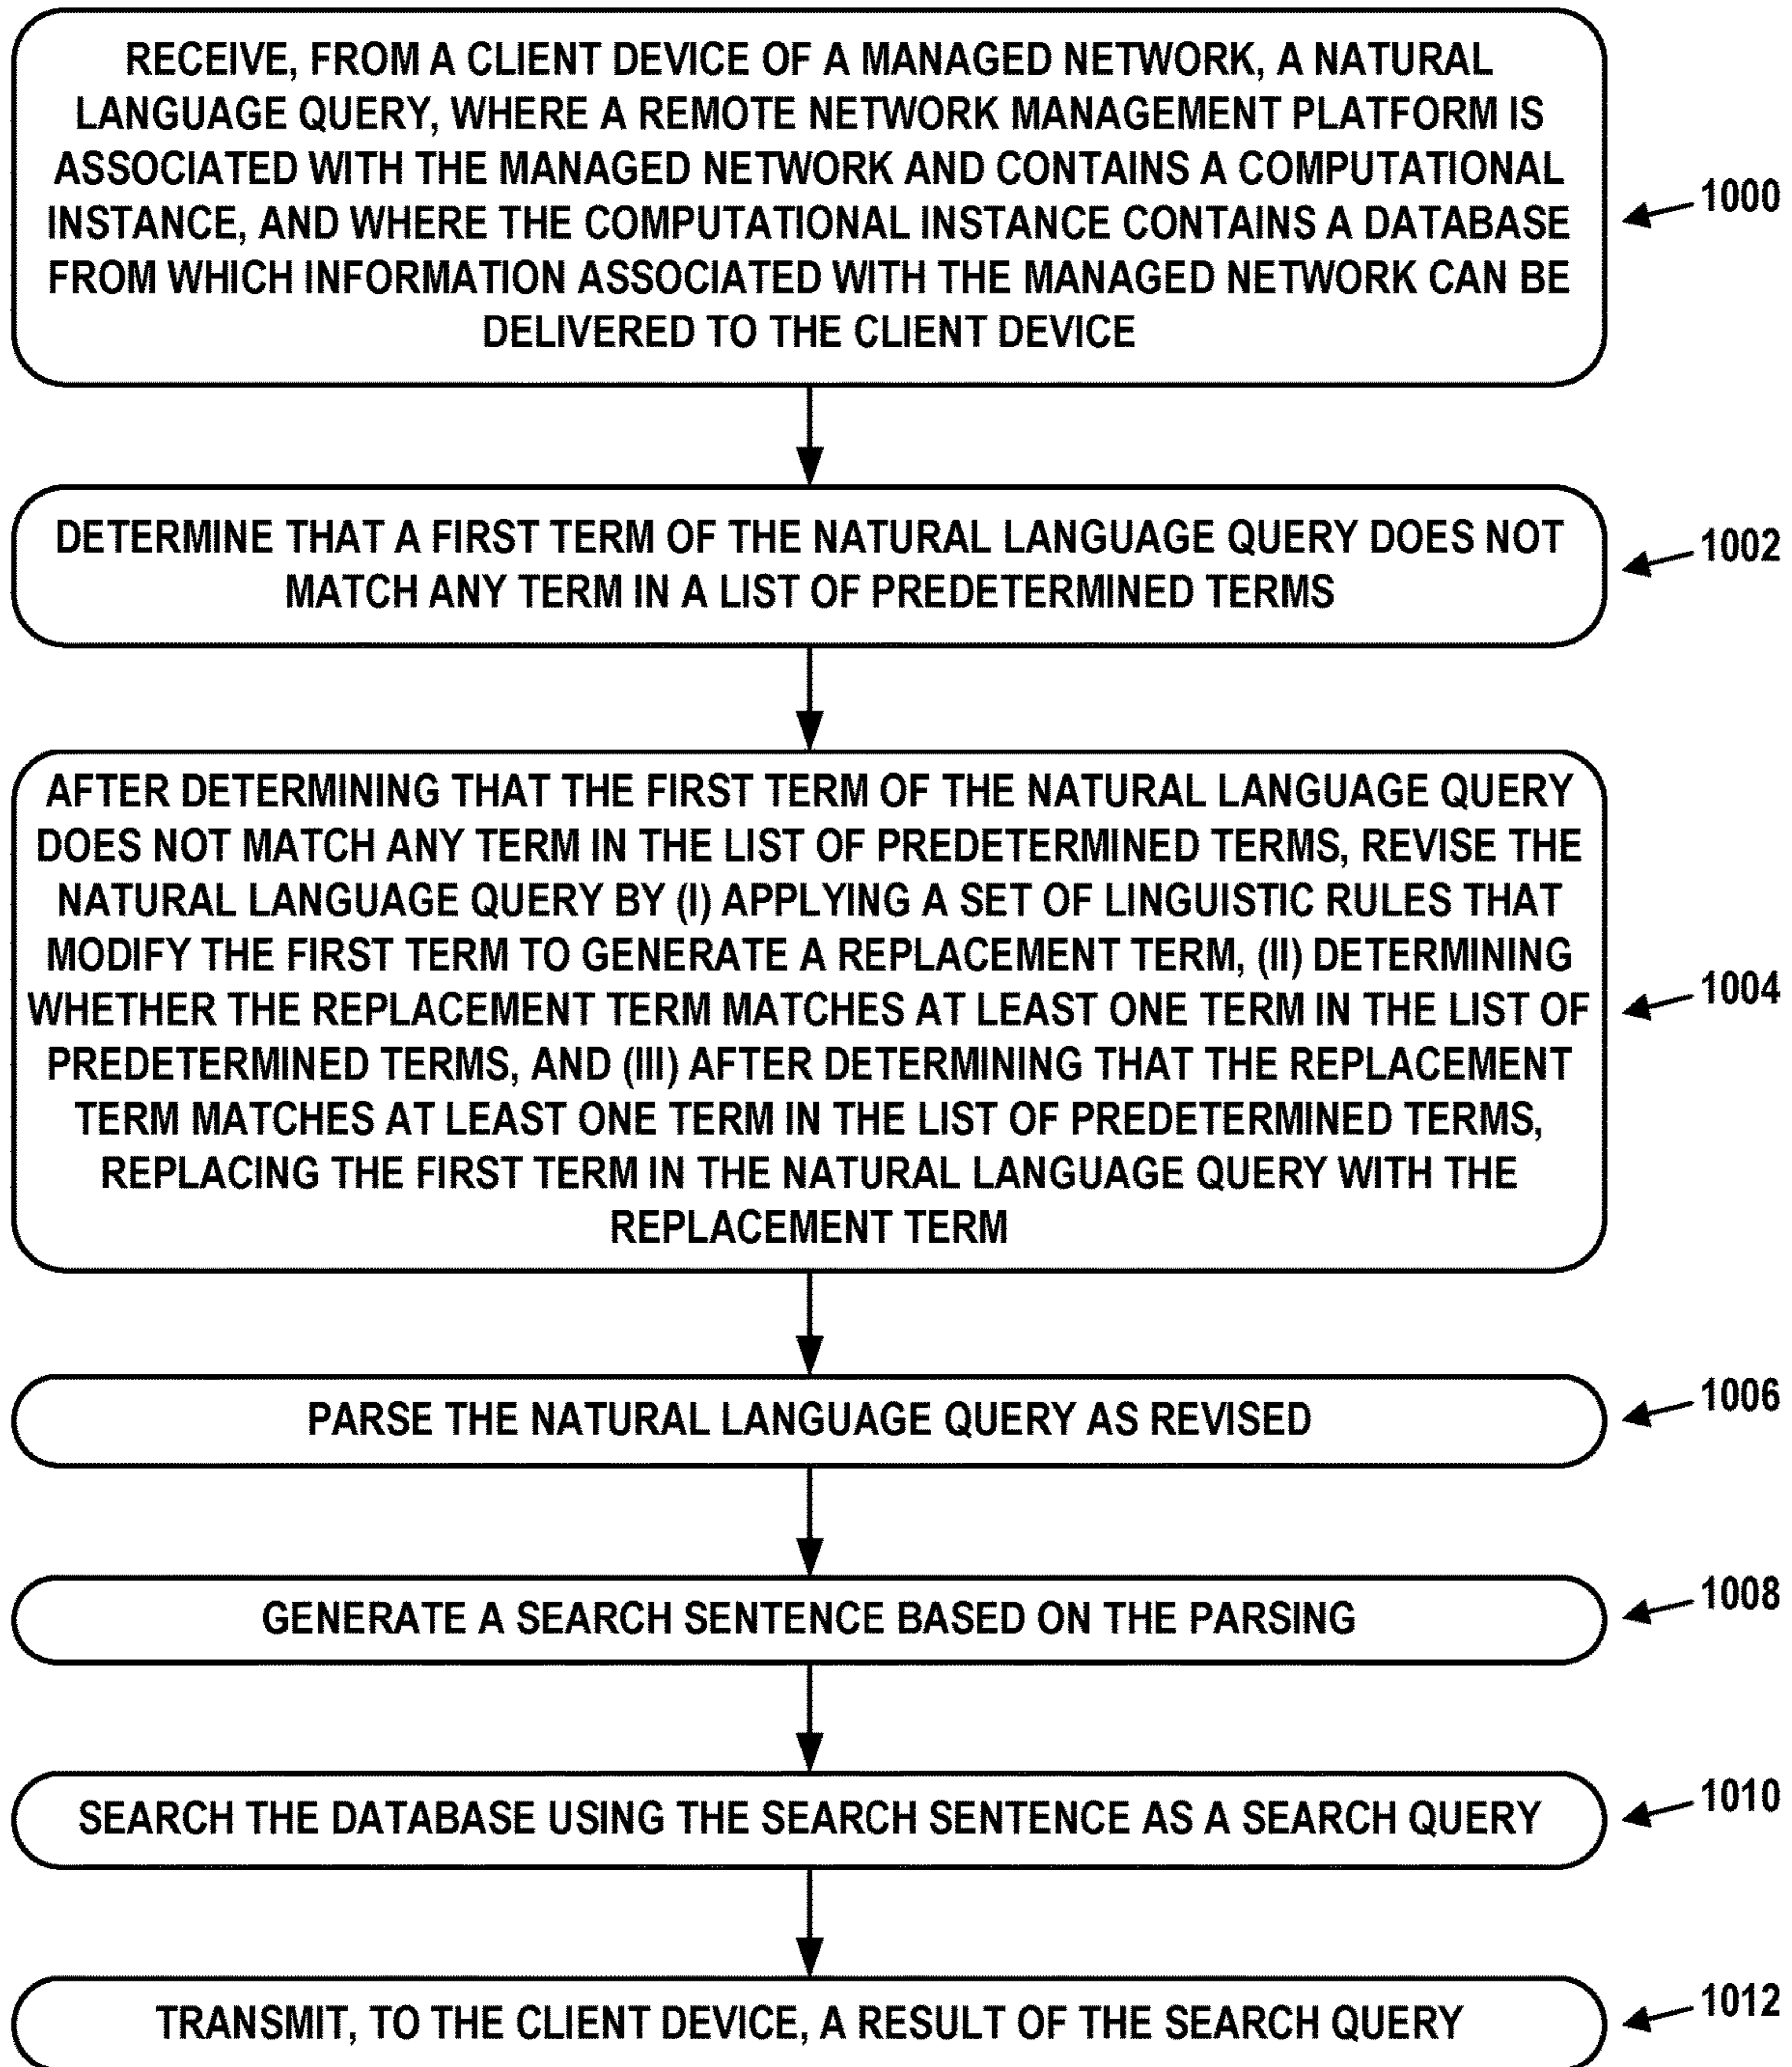 RECEIVE, FROM A CLIENT DEVICE OF A MANAGED NETWORK, A NATURAL
LANGUAGE QUERY, WHERE A REMOTE NETWORK MANAGEMENT PLATFORM IS
ASSOCIATED WITH THE MANAGED NETWORK AND CONTAINS A COMPUTATIONAL
INSTANCE, AND WHERE THE COMPUTATIONAL INSTANCE CONTAINS A DATABASE
FROM WHICH INFORMATION ASSOCIATED WITH THE MANAGED NETWORK CAN BE
DELIVERED TO THE CLIENT DEVICE
1000
DETERMINE THAT A FIRST TERM OF THE NATURAL LANGUAGE QUERY DOES NOT
MATCH ANY TERM IN A LIST OF PREDETERMINED TERMS
1002
AFTER DETERMINING THAT THE FIRST TERM OF THE NATURAL LANGUAGE QUERY
DOES NOT MATCH ANY TERM IN THE LIST OF PREDETERMINED TERMS, REVISE THE
NATURAL LANGUAGE QUERY BY (I) APPLYING A SET OF LINGUISTIC RULES THAT
MODIFY THE FIRST TERM TO GENERATE A REPLACEMENT TERM, (II) DETERMINING
WHETHER THE REPLACEMENT TERM MATCHES AT LEAST ONE TERM IN THE LIST OF
PREDETERMINED TERMS, AND (III) AFTER DETERMINING THAT THE REPLACEMENT
TERM MATCHES AT LEAST ONE TERM IN THE LIST OF PREDETERMINED TERMS,
REPLACING THE FIRST TERM IN THE NATURAL LANGUAGE QUERY WITH THE
REPLACEMENT TERM
1004
PARSE THE NATURAL LANGUAGE QUERY AS REVISED
1006
GENERATE A SEARCH SENTENCE BASED ON THE PARSING
1008
SEARCH THE DATABASE USING THE SEARCH SENTENCE AS A SEARCH QUERY
1010
TRANSMIT, TO THE CLIENT DEVICE, A RESULT OF THE SEARCH QUERY
1012